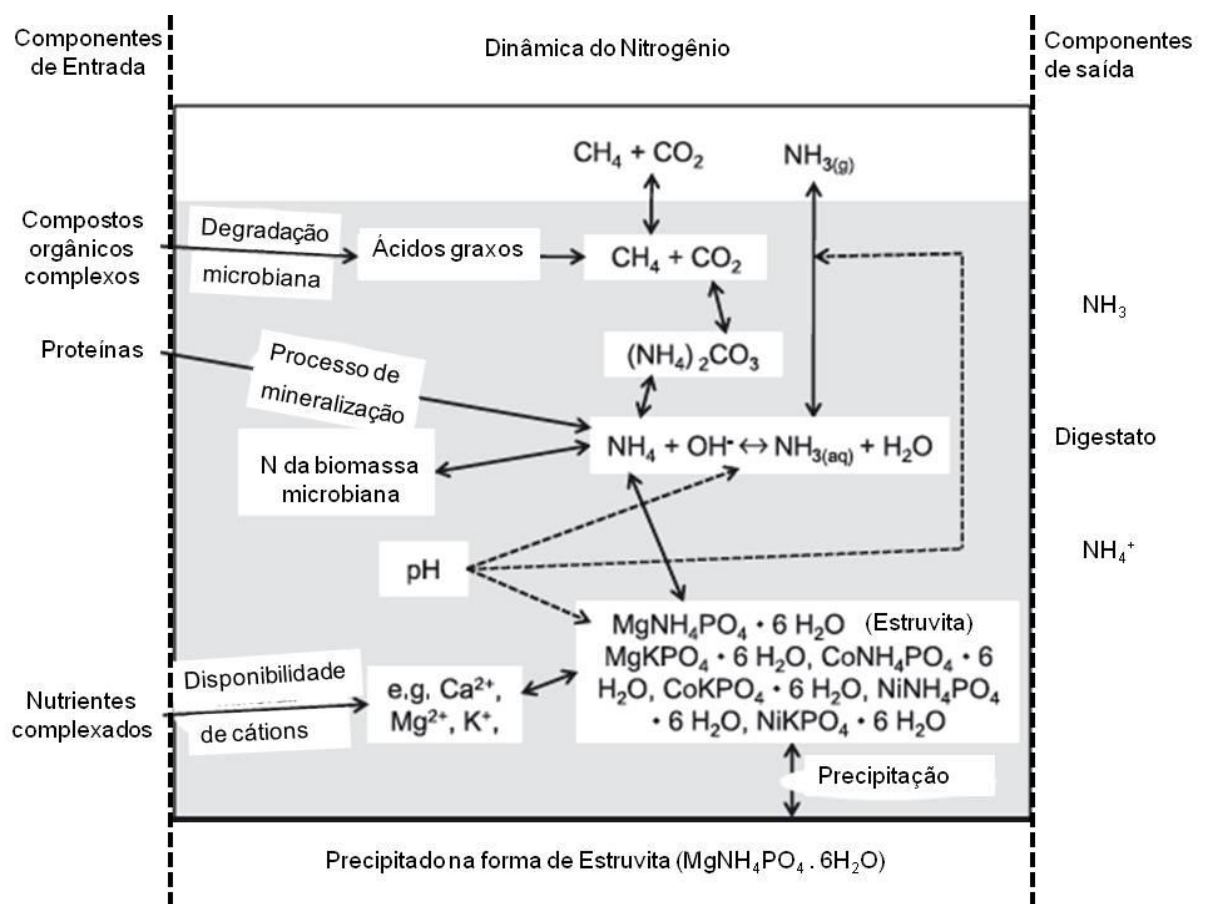 Componentes
de Entrada
Dinâmica do Nitrogênio
Componentes
de saída
CH₄ + CO₂
NH₃(g)
Compostos
orgânicos
complexos
Degradação
microbiana
Ácidos graxos
CH₄ + CO₂
NH₃
Proteínas
Processo de
mineralização
(NH₄)₂CO₃
NH₄ + OH⁻ ↔ NH₃(aq) + H₂O
Digestato
N da biomassa
microbiana
NH₄⁺
pH
MgNH₄PO₄ • 6 H₂O (Estruvita)
MgKPO₄ • 6 H₂O, CoNH₄PO₄ • 6
H₂O, CoKPO₄ • 6 H₂O, NiNH₄PO₄
• 6 H₂O, NiKPO₄ • 6 H₂O
Nutrientes
complexados
Disponibilidade
de cátions
e,g, Ca²⁺,
Mg²⁺, K⁺,
Precipitação
Precipitado na forma de Estruvita (MgNH₄PO₄ . 6H₂O)